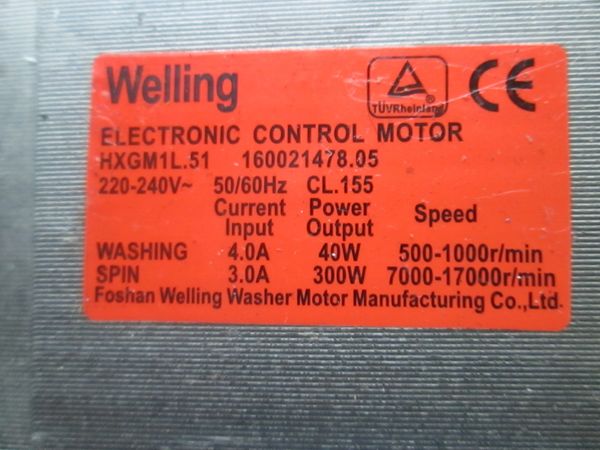 Welling
TÜVRheinland ®
CE
ELECTRONIC CONTROL MOTOR
HXGM1L.51 160021478.05
220-240V~ 50/60Hz CL.155
Current Power Speed
Input Output
WASHING 4.0A 40W 500-1000r/min
SPIN 3.0A 300W 7000-17000r/min
Foshan Welling Washer Motor Manufacturing Co.,Ltd